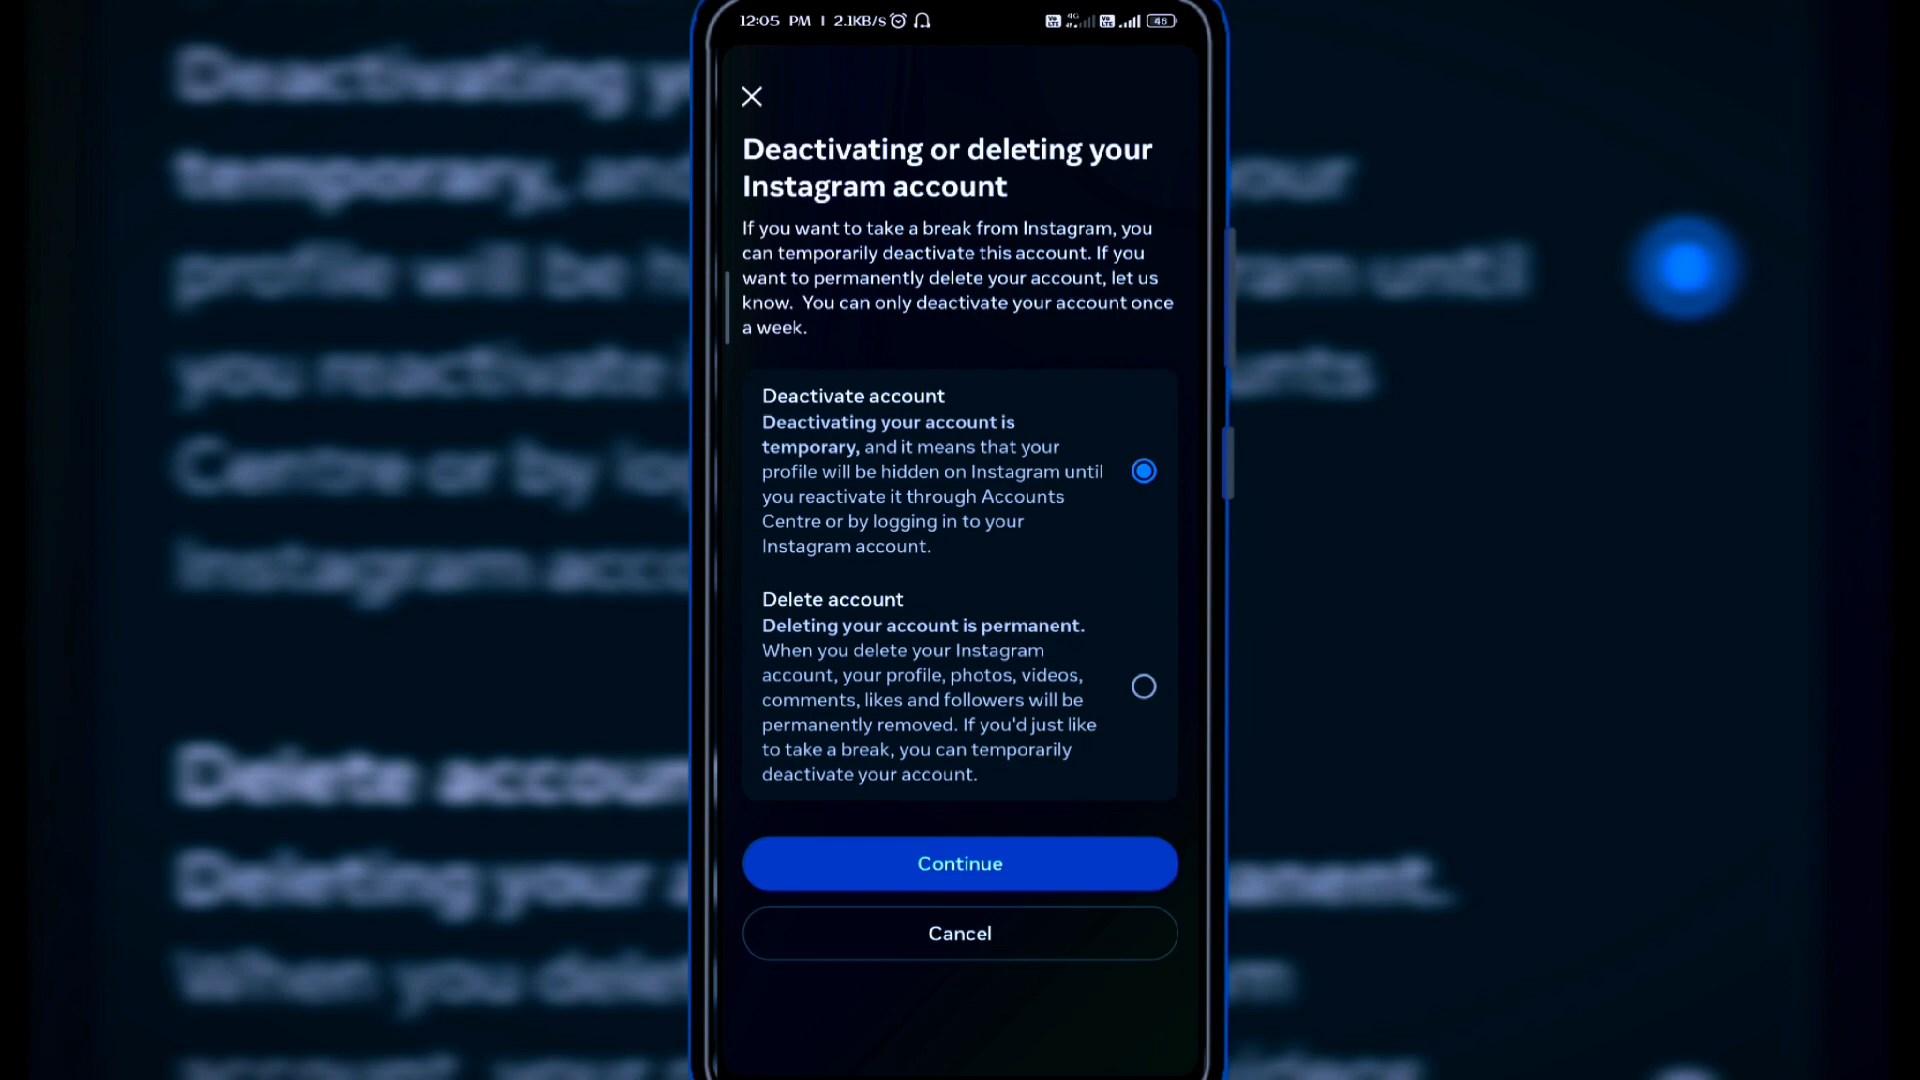 12:05 PM | 2.1KB/s
Vo LTE 4G Vo LTE 46
Deactivating or deleting your
Instagram account
If you want to take a break from Instagram, you
can temporarily deactivate this account. If you
want to permanently delete your account, let us
know. You can only deactivate your account once
a week.
Deactivate account
Deactivating your account is
temporary, and it means that your
profile will be hidden on Instagram until
you reactivate it through Accounts
Centre or by logging in to your
Instagram account.
Delete account
Deleting your account is permanent.
When you delete your Instagram
account, your profile, photos, videos,
comments, likes and followers will be
permanently removed. If you'd just like
to take a break, you can temporarily
deactivate your account.
Continue
Cancel